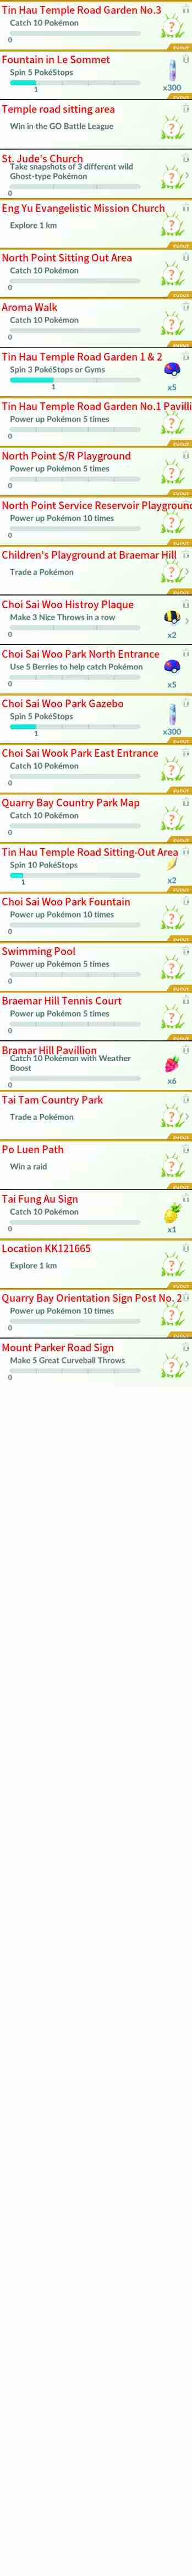 Tin Hau Temple Road Garden No.3
Catch 10 Pokémon
?
0
EVENT
Fountain in Le Sommet
Spin 5 PokéStops
1
x300
EVENT
Temple road sitting area
Win in the GO Battle League
?
St. Jude's Church
Take snapshots of 3 different wild
Ghost-type Pokémon
?
0
Eng Yu Evangelistic Mission Church
Explore 1 km
?
EVENT
North Point Sitting Out Area
Catch 10 Pokémon
?
0
EVENT
Aroma Walk
Catch 10 Pokémon
?
0
EVENT
Tin Hau Temple Road Garden 1 & 2
Spin 3 PokéStops or Gyms
1
x5
EVENT
Tin Hau Temple Road Garden No.1 Pavilli
Power up Pokémon 5 times
?
0
EVENT
North Point S/R Playground
Power up Pokémon 5 times
?
0
EVENT
North Point Service Reservoir Playground
Power up Pokémon 10 times
?
0
EVENT
Children's Playground at Braemar Hill
Trade a Pokémon
?
EVENT
Choi Sai Woo Histroy Plaque
Make 3 Nice Throws in a row
0
x2
Choi Sai Woo Park North Entrance
Use 5 Berries to help catch Pokémon
0
x5
EVENT
Choi Sai Woo Park Gazebo
Spin 5 PokéStops
1
x300
EVENT
Choi Sai Wook Park East Entrance
Catch 10 Pokémon
?
0
EVENT
Quarry Bay Country Park Map
Catch 10 Pokémon
?
0
EVENT
Tin Hau Temple Road Sitting-Out Area
Spin 10 PokéStops
1
x2
EVENT
Choi Sai Woo Park Fountain
Power up Pokémon 10 times
?
0
EVENT
Swimming Pool
Power up Pokémon 5 times
?
0
EVENT
Braemar Hill Tennis Court
Power up Pokémon 5 times
?
0
EVENT
Bramar Hill Pavillion
Catch 10 Pokémon with Weather
Boost
0
x6
Tai Tam Country Park
Trade a Pokémon
?
EVENT
Po Luen Path
Win a raid
?
EVENT
Tai Fung Au Sign
Catch 10 Pokémon
0
x1
EVENT
Location KK121665
Explore 1 km
?
EVENT
Quarry Bay Orientation Sign Post No. 2
Power up Pokémon 10 times
?
0
EVENT
Mount Parker Road Sign
Make 5 Great Curveball Throws
?
0